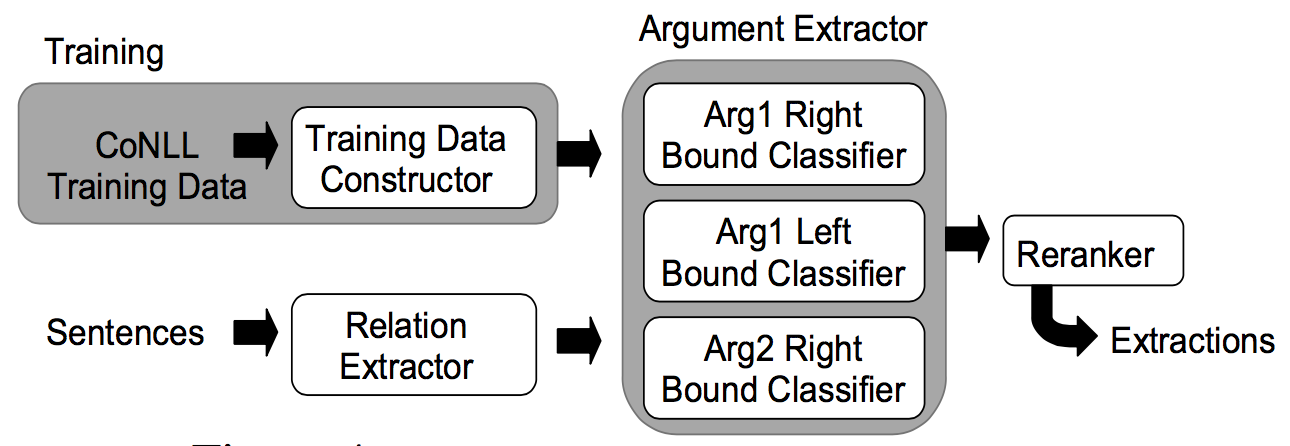 Training
CoNLL
Training Data
Training Data
Constructor
Sentences
Relation
Extractor
Argument Extractor
Arg1 Right
Bound Classifier
Arg1 Left
Bound Classifier
Arg2 Right
Bound Classifier
Reranker
Extractions